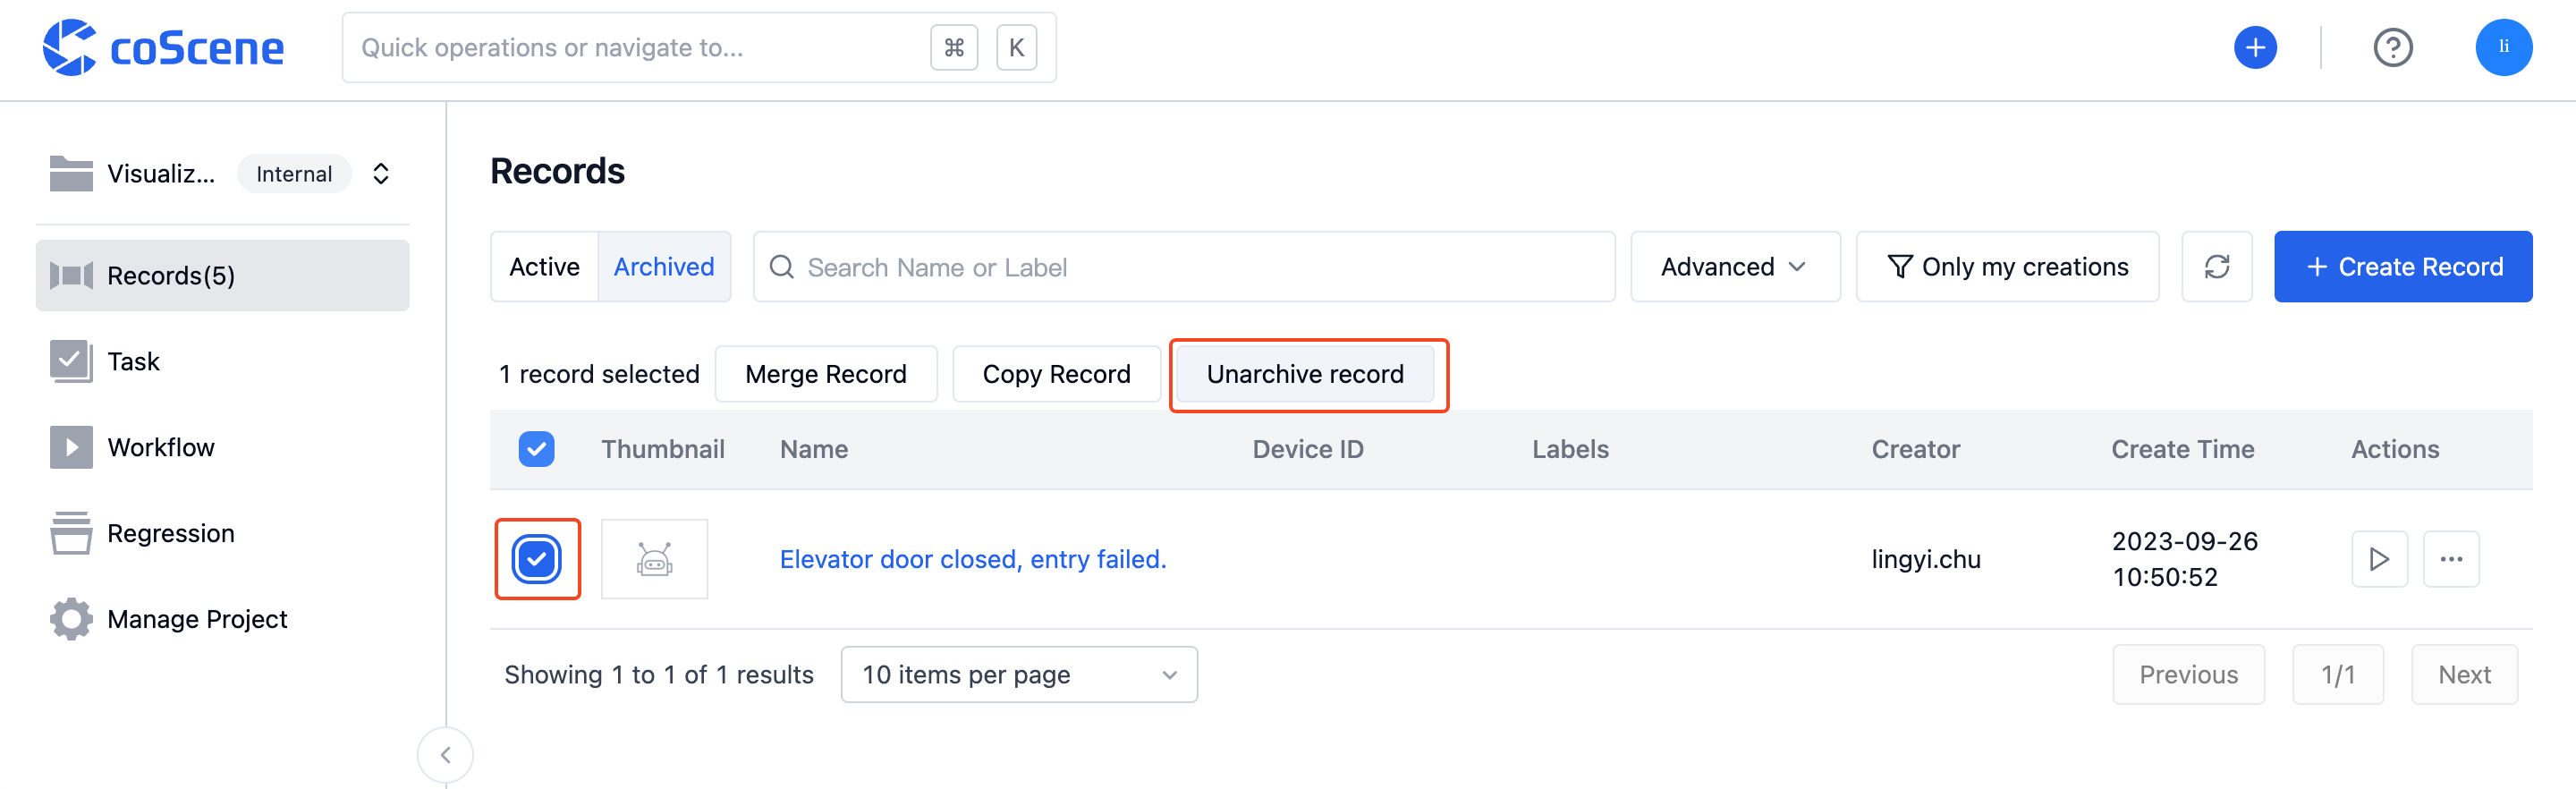 coScene
Quick operations or navigate to...
⌘ K
li
Visualiz...
Internal
Records(5)
Task
Workflow
Regression
Manage Project
Records
Active Archived
Search Name or Label
Advanced
Only my creations
+ Create Record
1 record selected
Merge Record
Copy Record
Unarchive record
Thumbnail Name Device ID Labels Creator Create Time Actions
Elevator door closed, entry failed.
lingyi.chu
2023-09-26
10:50:52
Showing 1 to 1 of 1 results
10 items per page
Previous
1/1
Next